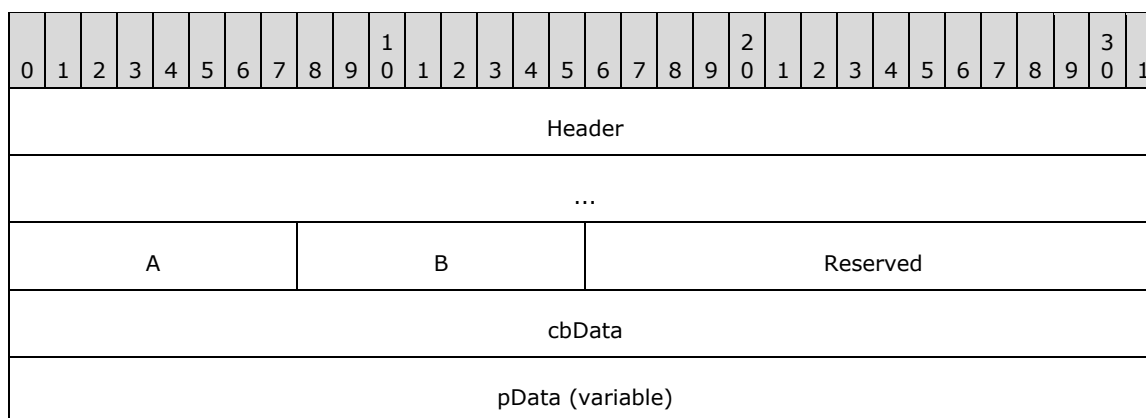 1 2 3
0 1 2 3 4 5 6 7 8 9 0 1 2 3 4 5 6 7 8 9 0 1 2 3 4 5 6 7 8 9 0 1
Header
...
A B Reserved
cbData
pData (variable)